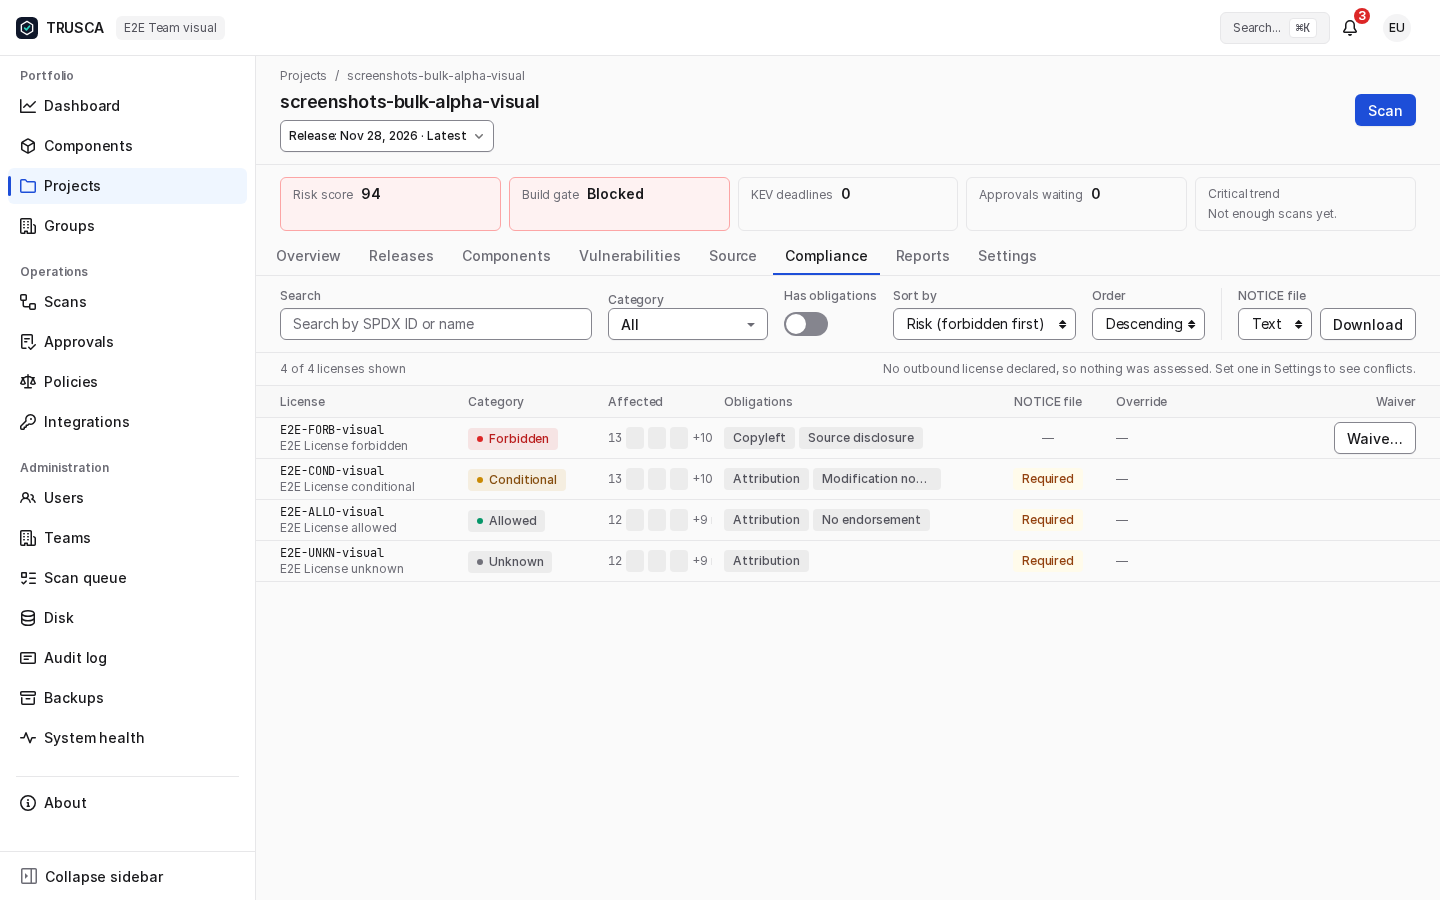 TRUSCA
E2E Team visual
Search...
⌘K
3
EU
Portfolio
Dashboard
Components
Projects
Groups
Operations
Scans
Approvals
Policies
Integrations
Administration
Users
Teams
Scan queue
Disk
Audit log
Backups
System health
About
Collapse sidebar
Projects / screenshots-bulk-alpha-visual
screenshots-bulk-alpha-visual
Release: Nov 28, 2026 · Latest
Scan
Risk score 94
Build gate Blocked
KEV deadlines 0
Approvals waiting 0
Critical trend
Not enough scans yet.
Overview Releases Components Vulnerabilities Source Compliance Reports Settings
Search
Search by SPDX ID or name
Category
All
Has obligations
Sort by
Risk (forbidden first)
Order
Descending
NOTICE file
Text
Download
4 of 4 licenses shown
No outbound license declared, so nothing was assessed. Set one in Settings to see conflicts.
License Category Affected Obligations NOTICE file Override Waiver
E2E-FORB-visual
E2E License forbidden
Forbidden
13 +10
Copyleft Source disclosure
— —
Waive...
E2E-COND-visual
E2E License conditional
Conditional
13 +10
Attribution Modification no...
Required
—
E2E-ALLO-visual
E2E License allowed
Allowed
12 +9
Attribution No endorsement
Required
—
E2E-UNKN-visual
E2E License unknown
Unknown
12 +9
Attribution
Required
—